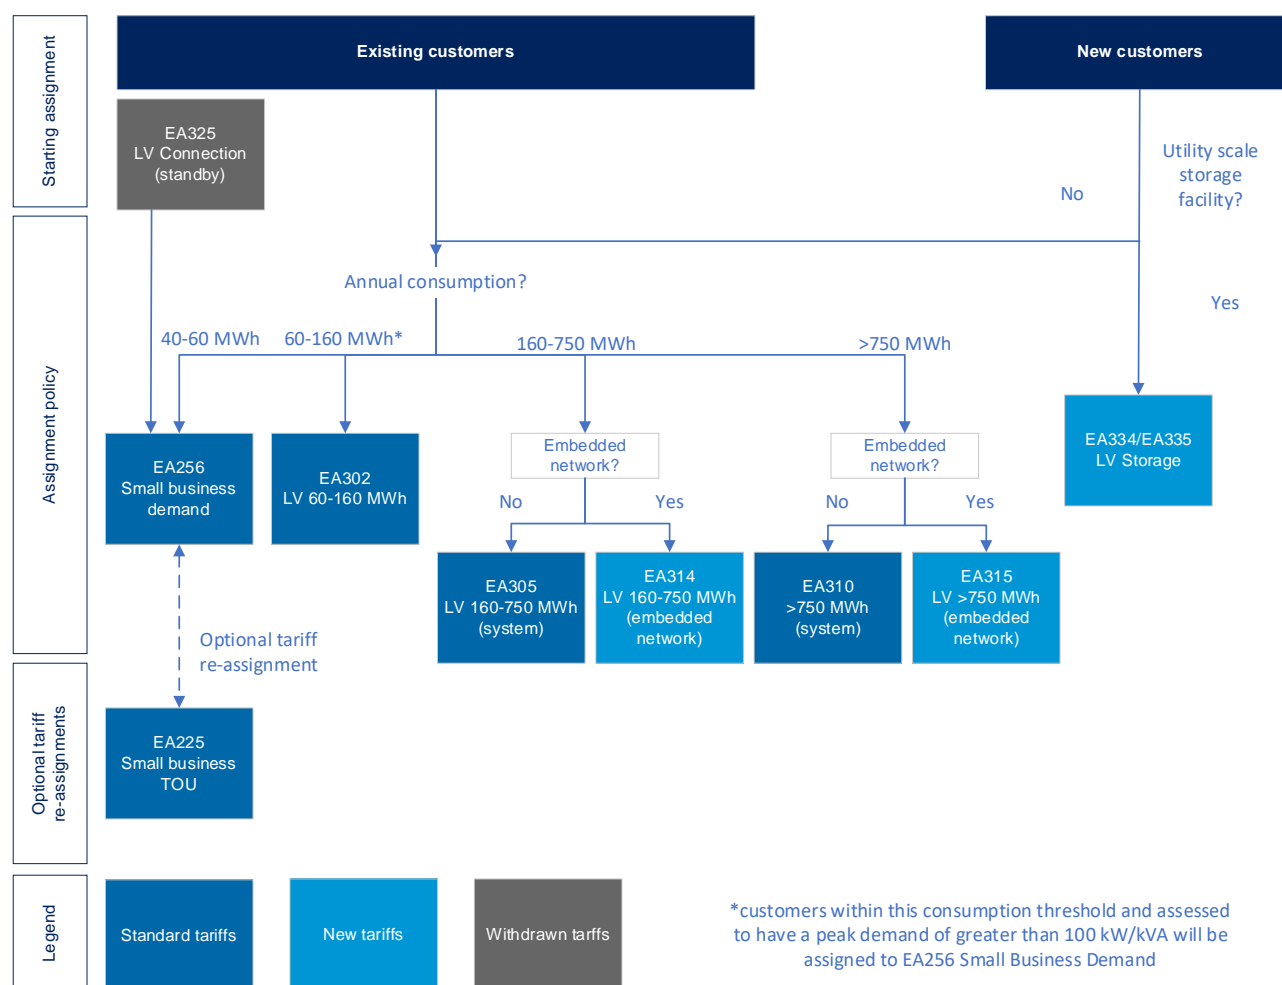 Starting assignment
Existing customers
New customers
EA325
LV Connection
(standby)
Utility scale
storage
facility?
No
Yes
Assignment policy
Annual consumption?
40-60 MWh
60-160 MWh*
160-750 MWh
>750 MWh
EA256
Small business
demand
EA302
LV 60-160 MWh
Embedded
network?
No
Yes
Embedded
network?
No
Yes
EA334/EA335
LV Storage
EA305
LV 160-750 MWh
(system)
EA314
LV 160-750 MWh
(embedded
network)
EA310
>750 MWh
(system)
EA315
LV >750 MWh
(embedded
network)
Optional tariff
re-assignment
Optional tariff
re-assignments
EA225
Small business
TOU
Legend
Standard tariffs
New tariffs
Withdrawn tarffs
*customers within this consumption threshold and assessed
to have a peak demand of greater than 100 kW/kVA will be
assigned to EA256 Small Business Demand